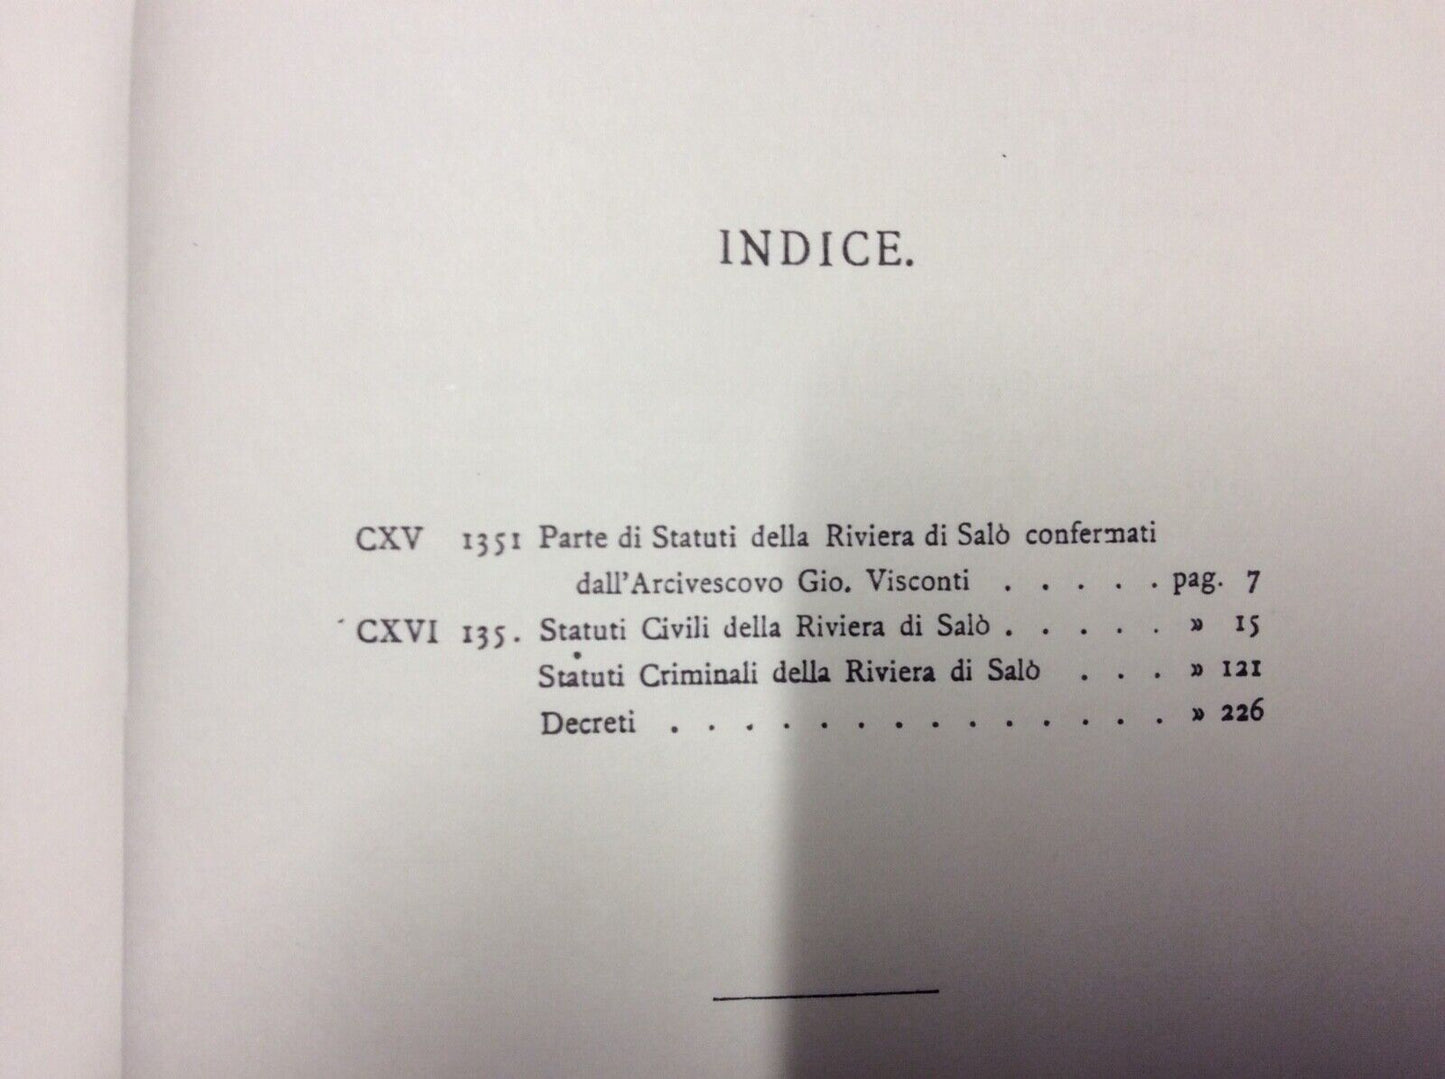 INDICE.
CXV 1351 Parte di Statuti della Riviera di Salò confermati
dall'Arcivescovo Gio. Visconti . . . . . pag. 7
CXVI 135. Statuti Civili della Riviera di Salò . . . . . » 15
Statuti Criminali della Riviera di Salò . . . » 121
Decreti . . . . . . . . . . . . . . » 226